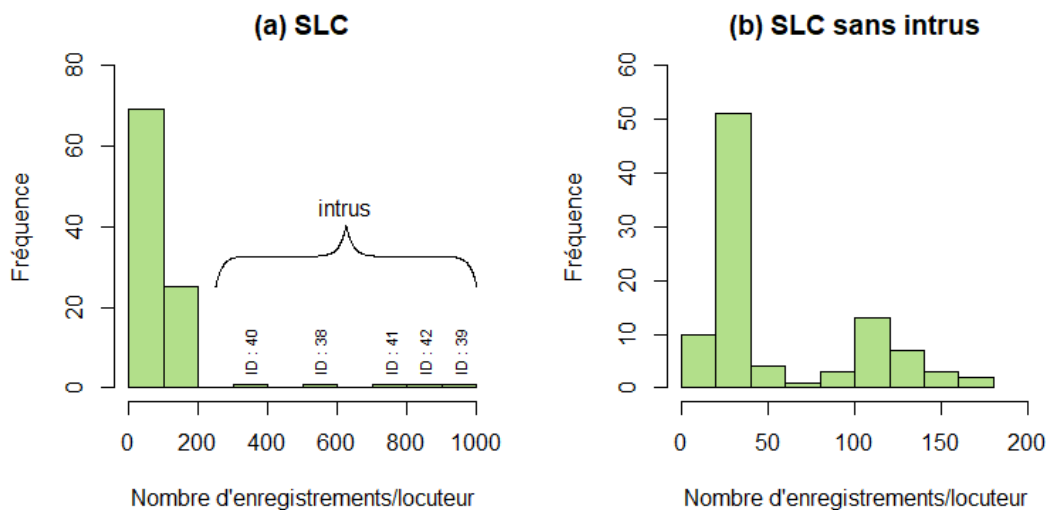 (a) SLC
80
60
40
20
0
Fréquence
intrus
ID : 40
ID : 38
ID : 41
ID : 42
ID : 39
0 200 400 600 800 1000
Nombre d'enregistrements/locuteur
(b) SLC sans intrus
60
50
40
30
20
10
0
Fréquence
0 50 100 150 200
Nombre d'enregistrements/locuteur